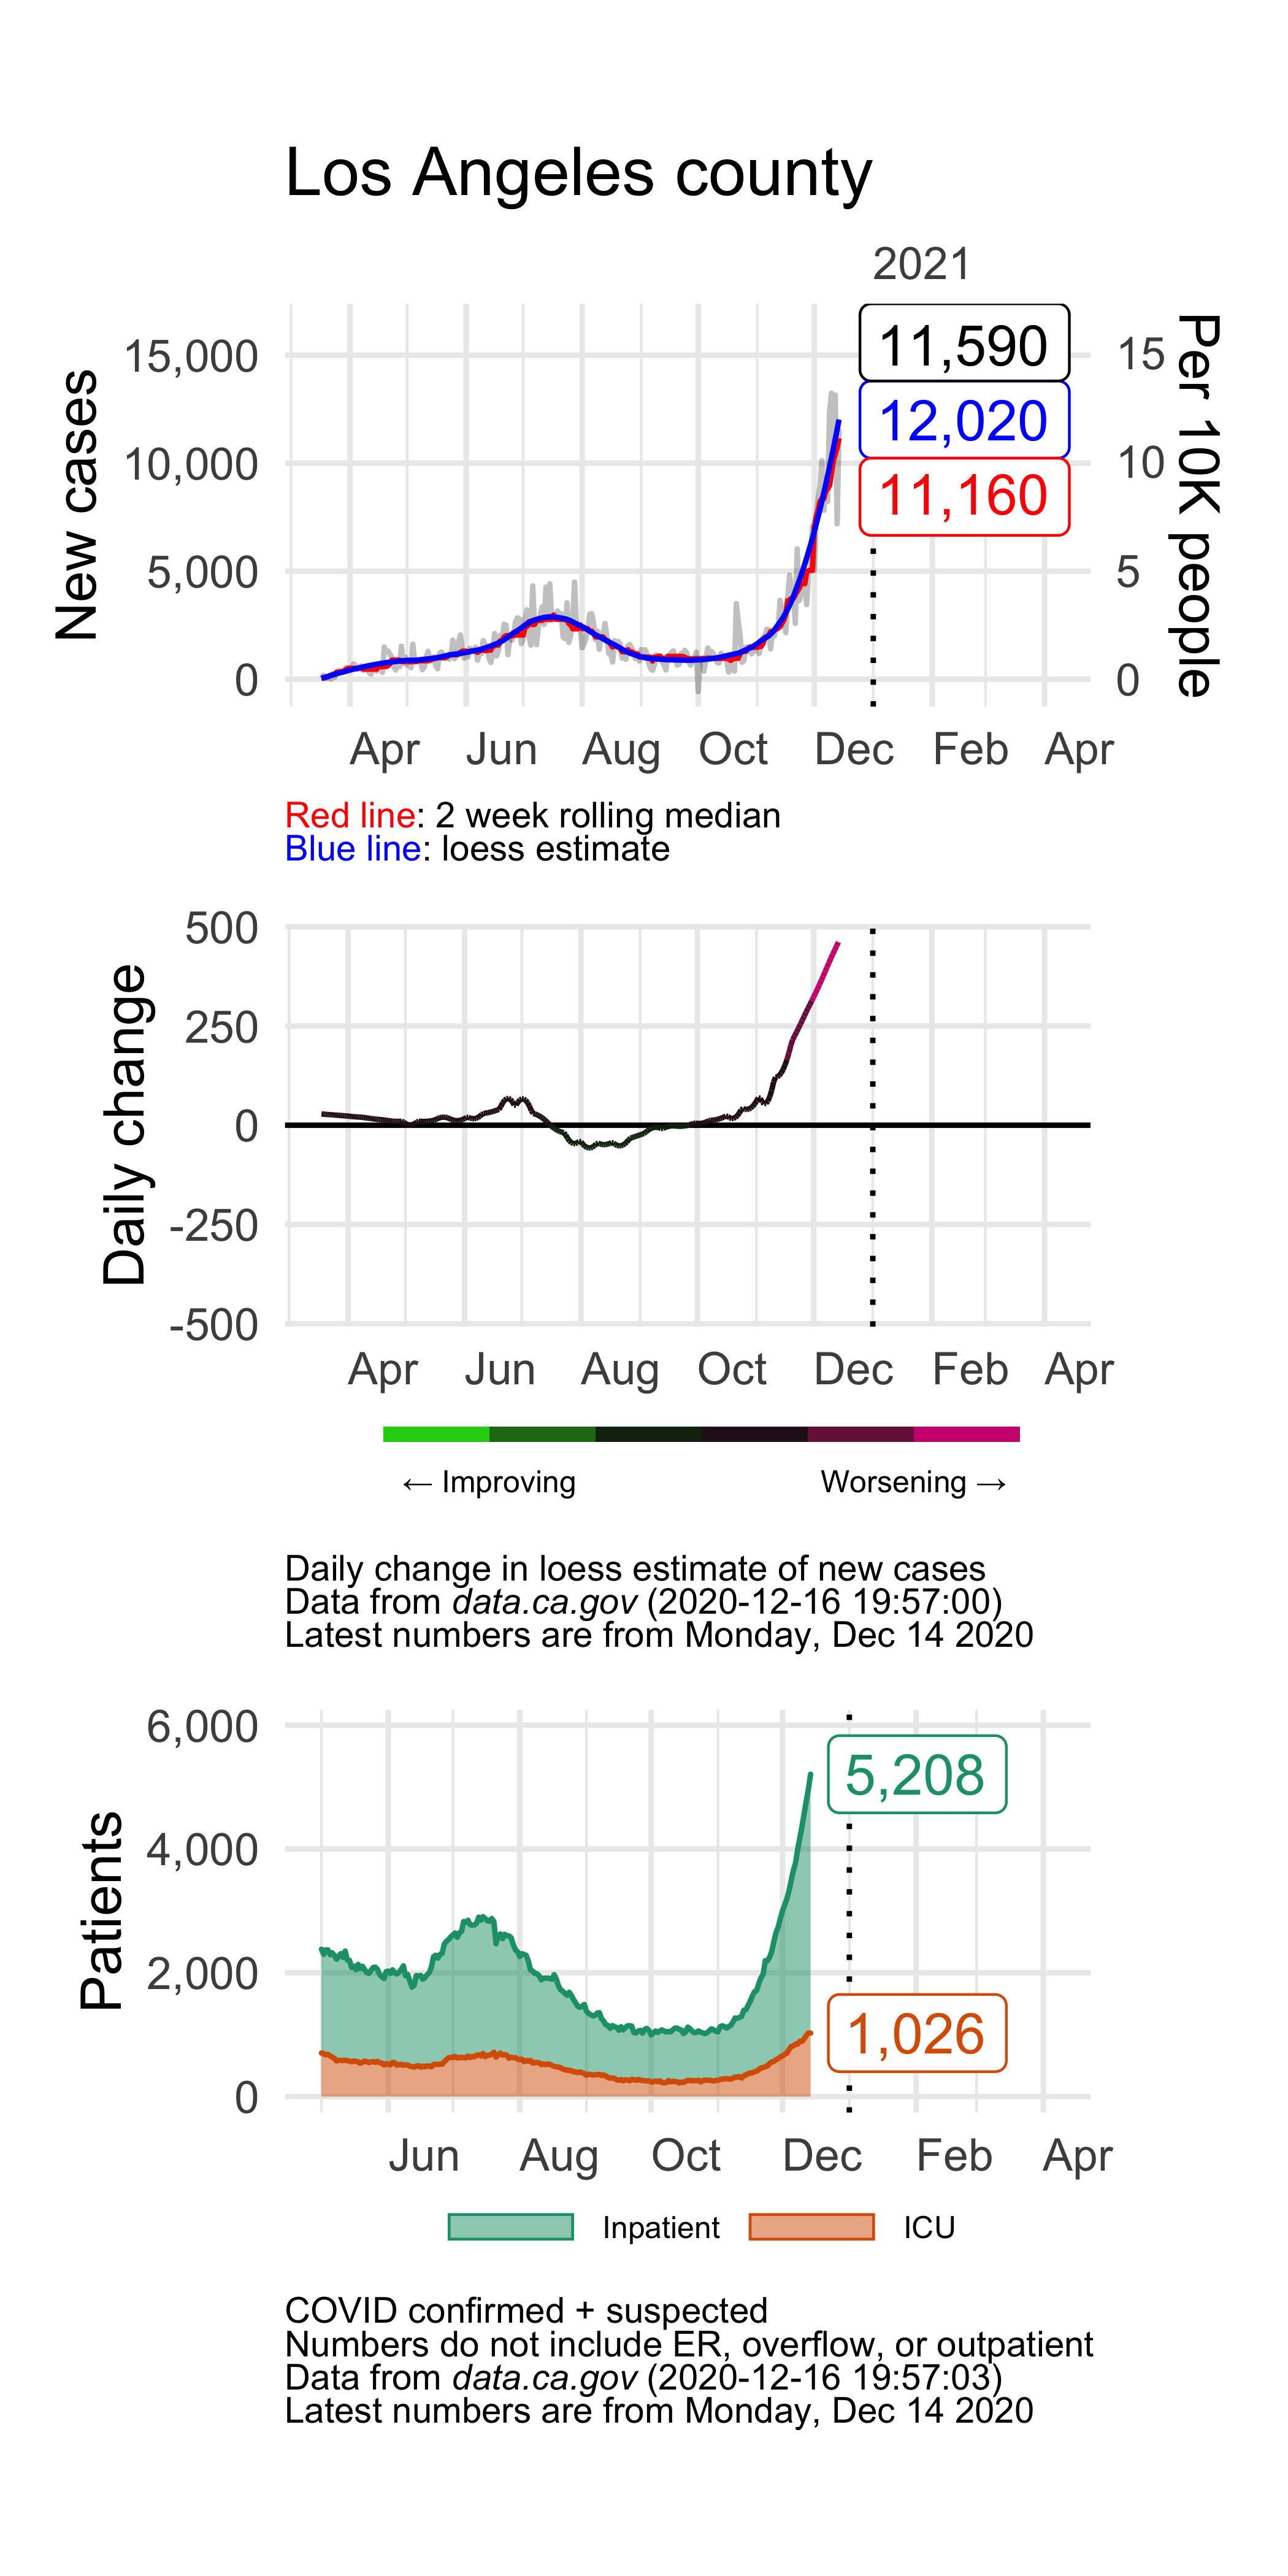 Los Angeles county
2021
New cases
15,000
10,000
5,000
0
11,590
12,020
11,160
15
10
5
0
Per 10K people
Apr Jun Aug Oct Dec Feb Apr
Red line: 2 week rolling median
Blue line: loess estimate
Daily change
500
250
0
-250
-500
Apr Jun Aug Oct Dec Feb Apr
← Improving Worsening →
Daily change in loess estimate of new cases
Data from data.ca.gov (2020-12-16 19:57:00)
Latest numbers are from Monday, Dec 14 2020
Patients
6,000
4,000
2,000
0
5,208
1,026
Jun Aug Oct Dec Feb Apr
Inpatient ICU
COVID confirmed + suspected
Numbers do not include ER, overflow, or outpatient
Data from data.ca.gov (2020-12-16 19:57:03)
Latest numbers are from Monday, Dec 14 2020